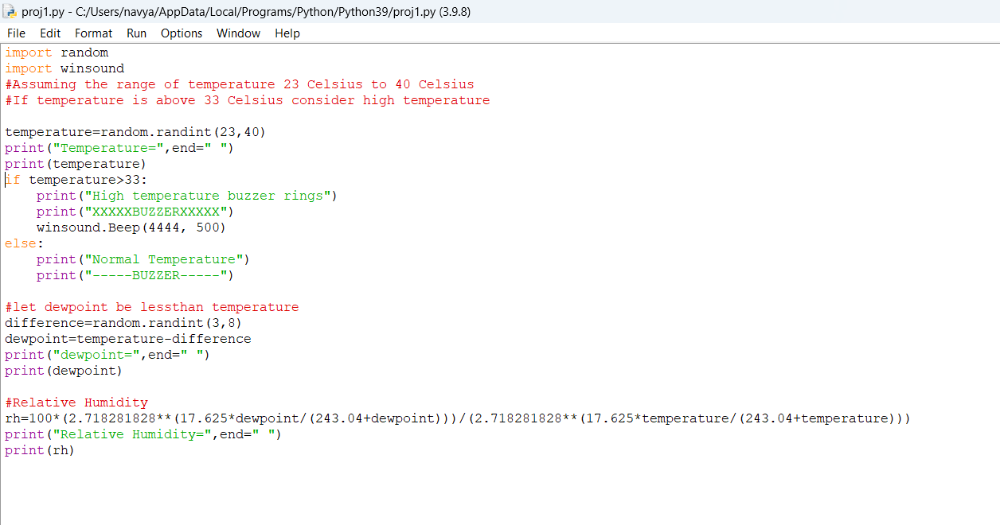 proj1.py - C:/Users/navya/AppData/Local/Programs/Python/Python39/proj1.py (3.9.8)
File Edit Format Run Options Window Help
import random
import winsound
#Assuming the range of temperature 23 Celsius to 40 Celsius
#If temperature is above 33 Celsius consider high temperature

temperature=random.randint(23,40)
print("Temperature=",end=" ")
print(temperature)
if temperature>33:
    print("High temperature buzzer rings")
    print("XXXXXBUZZERXXXXX")
    winsound.Beep(4444, 500)
else:
    print("Normal Temperature")
    print("-----BUZZER-----")

#let dewpoint be lessthan temperature
difference=random.randint(3,8)
dewpoint=temperature-difference
print("dewpoint=",end=" ")
print(dewpoint)

#Relative Humidity
rh=100*(2.718281828**(17.625*dewpoint/(243.04+dewpoint)))/(2.718281828**(17.625*temperature/(243.04+temperature)))
print("Relative Humidity=",end=" ")
print(rh)